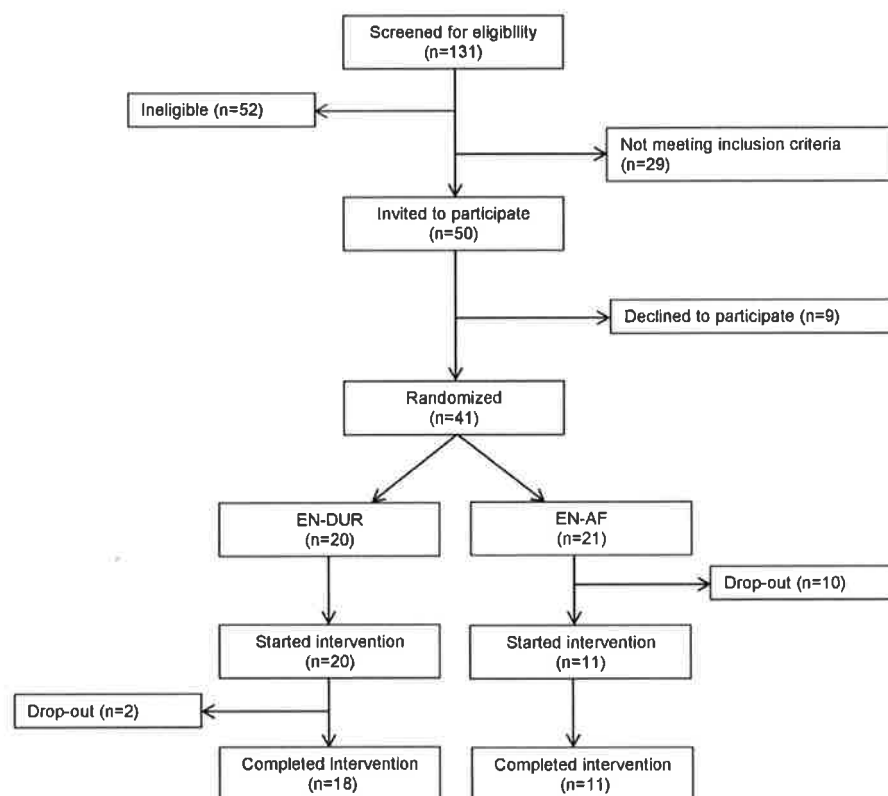 Screened for eligibility
(n=131)
Ineligible (n=52)
Not meeting inclusion criteria
(n=29)
Invited to participate
(n=50)
Declined to participate (n=9)
Randomized
(n=41)
EN-DUR
(n=20)
EN-AF
(n=21)
Drop-out (n=10)
Started intervention
(n=20)
Started intervention
(n=11)
Drop-out (n=2)
Completed Intervention
(n=18)
Completed intervention
(n=11)